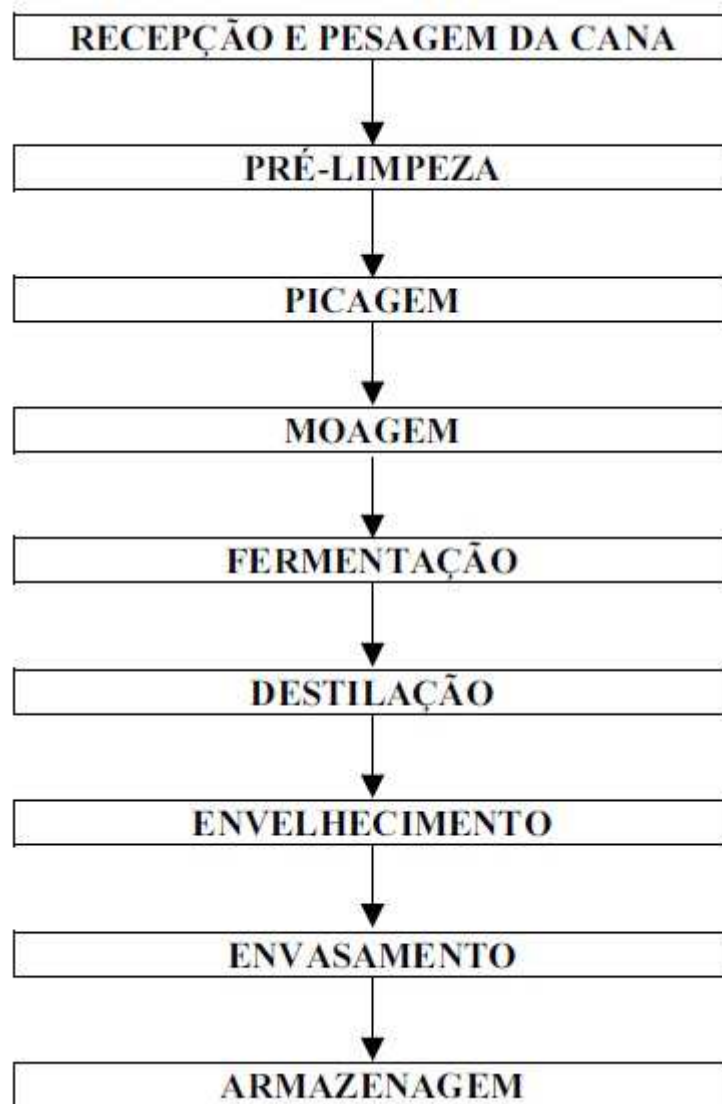 RECEPÇÃO E PESAGEM DA CANA
PRÉ-LIMPEZA
PICAGEM
MOAGEM
FERMENTAÇÃO
DESTILAÇÃO
ENVELHECIMENTO
ENVASAMENTO
ARMAZENAGEM